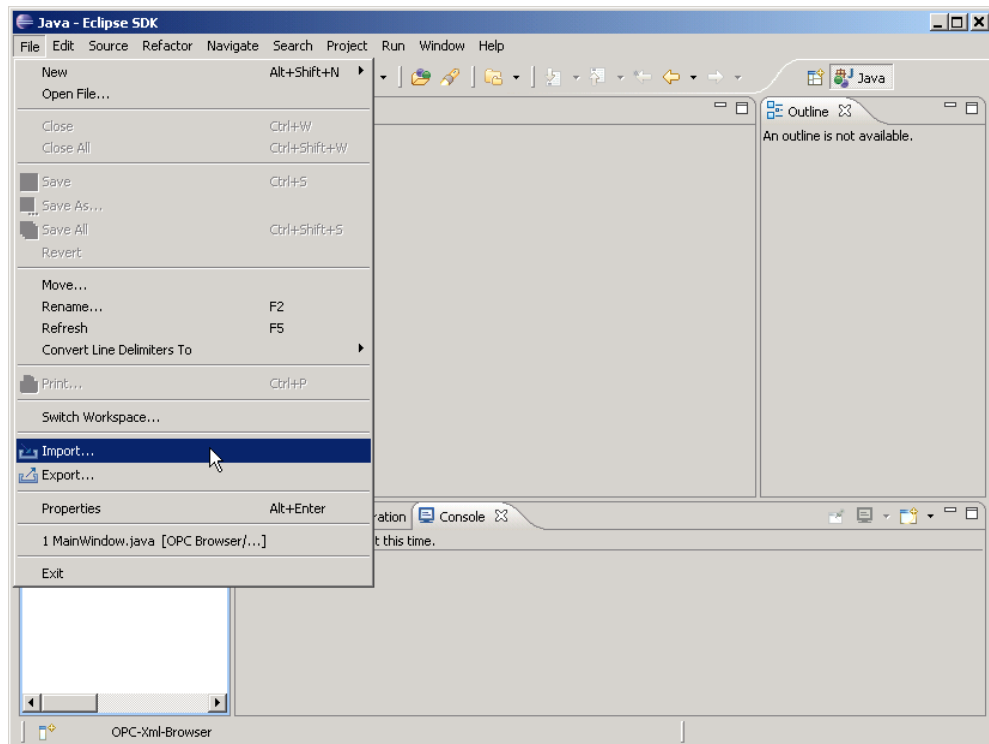 Java - Eclipse SDK
File Edit Source Refactor Navigate Search Project Run Window Help
New Alt+Shift+N
Open File...
Java
Close Ctrl+W
Close All Ctrl+Shift+W
Outline
An outline is not available.
Save Ctrl+S
Save As...
Save All Ctrl+Shift+S
Revert
Move...
Rename... F2
Refresh F5
Convert Line Delimiters To
Print... Ctrl+P
Switch Workspace...
Import...
Export...
Properties Alt+Enter
ration Console
1 MainWindow.java [OPC Browser/...]
t this time.
Exit
OPC-Xml-Browser